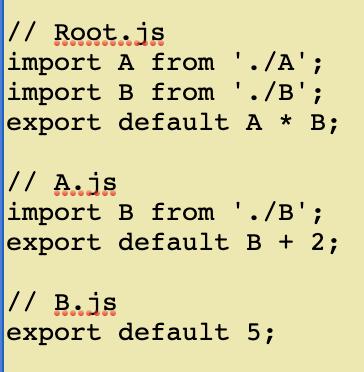 // Root.js
import A from './A';
import B from './B';
export default A * B;

// A.js
import B from './B';
export default B + 2;

// B.js
export default 5;